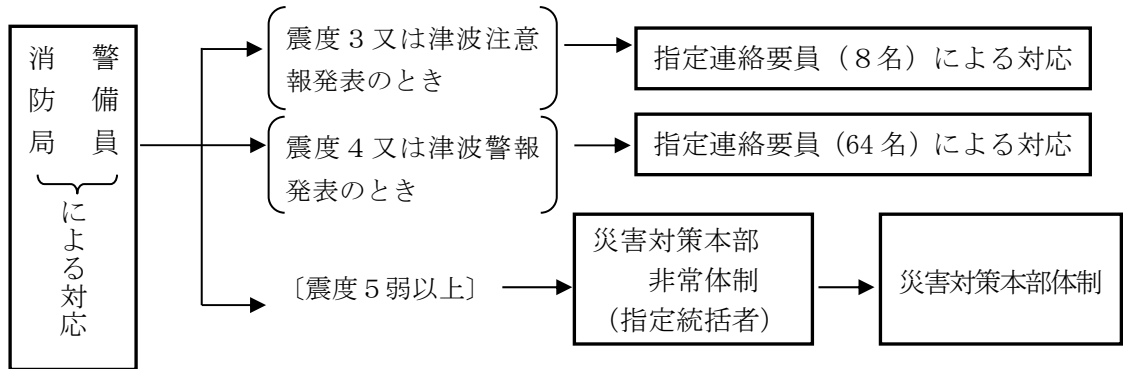 警備員
消防局
による対応
震度３又は津波注意
報発表のとき
指定連絡要員（８名）による対応
震度４又は津波警報
発表のとき
指定連絡要員（64名）による対応
〔震度５弱以上〕
災害対策本部
非常体制
（指定統括者）
災害対策本部体制